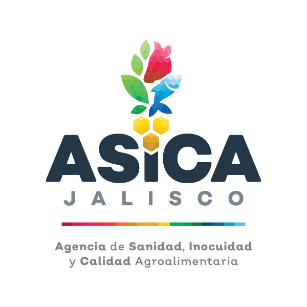 ASiCA
JALISCO
Agencia de Sanidad, Inocuidad
y Calidad Agroalimentaria